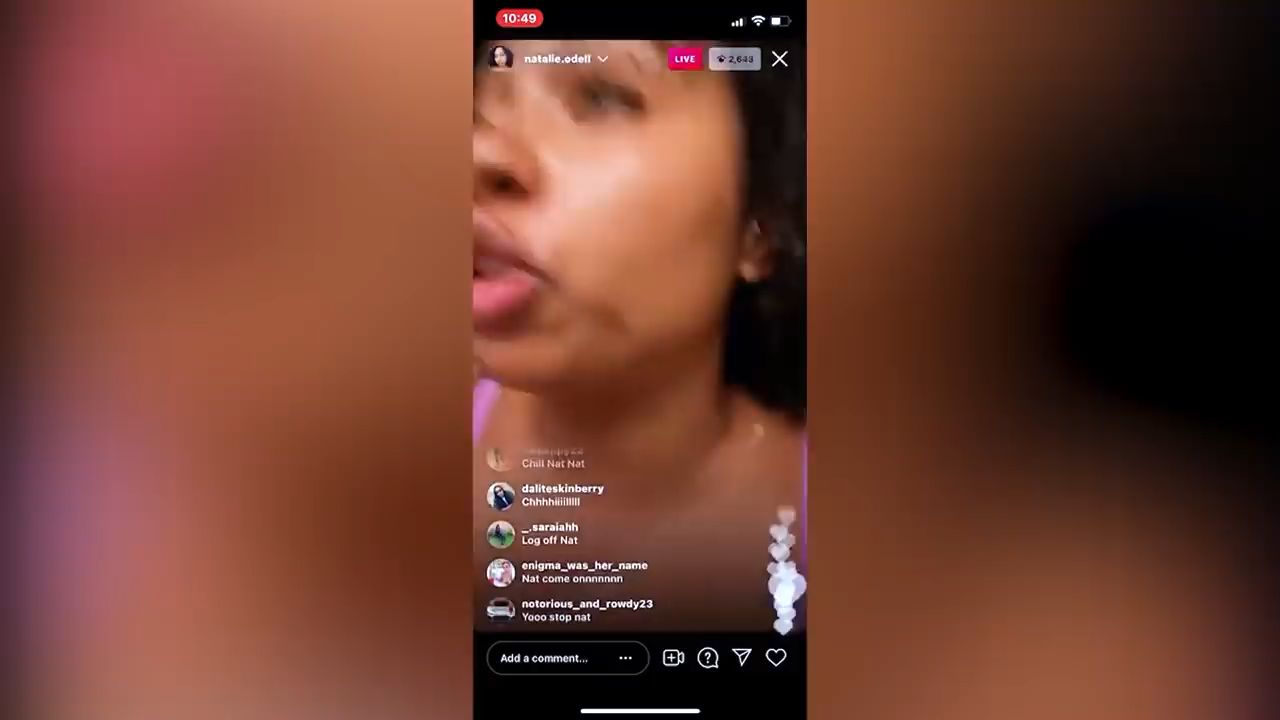 10:49
natalie.odell
LIVE
Chill Nat Nat
daliteskinberry
Chhhhiiiillllll
_.saraiahh
Log off Nat
enigma_was_her_name
Nat come onnnnnnn
notorious_and_rowdy23
Yooo stop nat
Add a comment...